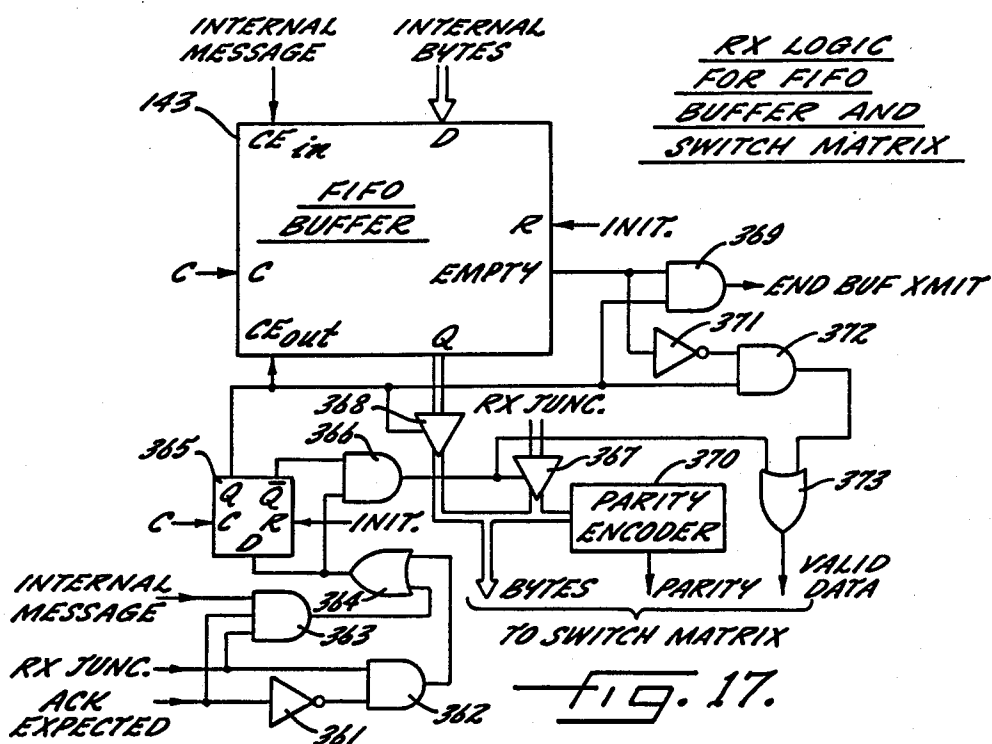 INTERNAL
MESSAGE
INTERNAL
BYTES
RX LOGIC
FOR FIFO
BUFFER AND
SWITCH MATRIX
143
CE in
D
FIFO
BUFFER
R
INIT.
C
C
EMPTY
369
END BUF XMIT
CE out
Q
371
372
368
RX JUNC.
366
365
367
370
373
Q
Q̅
C
C
R
INIT.
D
PARITY
ENCODER
INTERNAL
MESSAGE
364
363
BYTES
PARITY
VALID
DATA
TO SWITCH MATRIX
RX JUNC.
ACK
EXPECTED
361
362
Fig. 17.